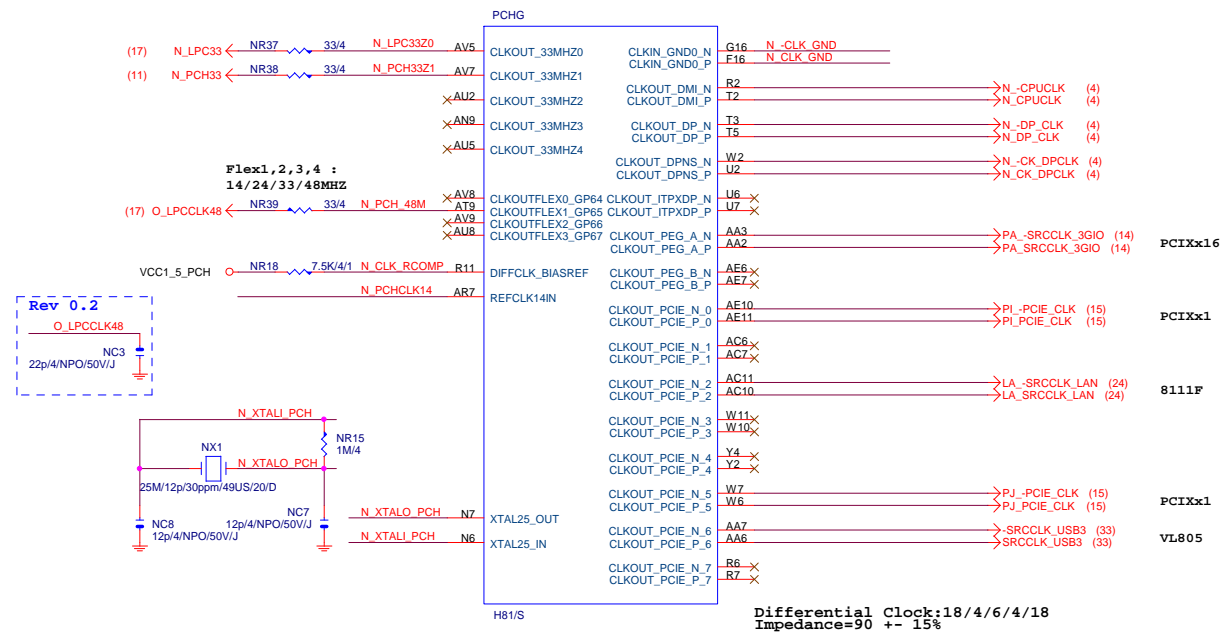 PCHG
(17) N_LPC33 NR37 33/4 N_LPC33Z0 AV5 CLKOUT_33MHZ0
(11) N_PCH33 NR38 33/4 N_PCH33Z1 AV7 CLKOUT_33MHZ1
AU2 CLKOUT_33MHZ2
AN9 CLKOUT_33MHZ3
AU5 CLKOUT_33MHZ4
Flex1,2,3,4 :
14/24/33/48MHZ
AV8 CLKOUTFLEX0_GP64
(17) O_LPCCLK48 NR39 33/4 N_PCH_48M AT9 CLKOUTFLEX1_GP65
AV9 CLKOUTFLEX2_GP66
AU8 CLKOUTFLEX3_GP67
VCC1_5_PCH NR18 7.5K/4/1 N_CLK_RCOMP R11 DIFFCLK_BIASREF
N_PCHCLK14 AR7 REFCLK14IN
Rev 0.2
O_LPCCLK48
NC3
22p/4/NPO/50V/J
N_XTALI_PCH
NR15
1M/4
NX1
N_XTALO_PCH
25M/12p/30ppm/49US/20/D
NC8
12p/4/NPO/50V/J
NC7
12p/4/NPO/50V/J
N_XTALO_PCH N7 XTAL25_OUT
N_XTALI_PCH N6 XTAL25_IN
CLKIN_GND0_N G16 N_-CLK_GND
CLKIN_GND0_P F16 N_CLK_GND
CLKOUT_DMI_N R2 N_-CPUCLK (4)
CLKOUT_DMI_P T2 N_CPUCLK (4)
CLKOUT_DP_N T3 N_-DP_CLK (4)
CLKOUT_DP_P T5 N_DP_CLK (4)
CLKOUT_DPNS_N W2 N_-CK_DPCLK (4)
CLKOUT_DPNS_P U2 N_CK_DPCLK (4)
CLKOUT_ITPXDP_N U6
CLKOUT_ITPXDP_P U7
CLKOUT_PEG_A_N AA3 PA_-SRCCLK_3GIO (14)
CLKOUT_PEG_A_P AA2 PA_SRCCLK_3GIO (14)
PCIXx16
CLKOUT_PEG_B_N AE6
CLKOUT_PEG_B_P AE7
CLKOUT_PCIE_N_0 AE10 PI_-PCIE_CLK (15)
CLKOUT_PCIE_P_0 AE11 PI_PCIE_CLK (15)
PCIXx1
CLKOUT_PCIE_N_1 AC6
CLKOUT_PCIE_P_1 AC7
CLKOUT_PCIE_N_2 AC11 LA_-SRCCLK_LAN (24)
CLKOUT_PCIE_P_2 AC10 LA_SRCCLK_LAN (24)
8111F
CLKOUT_PCIE_N_3 W11
CLKOUT_PCIE_P_3 W10
CLKOUT_PCIE_N_4 Y4
CLKOUT_PCIE_P_4 Y2
CLKOUT_PCIE_N_5 W7 PJ_-PCIE_CLK (15)
CLKOUT_PCIE_P_5 W6 PJ_PCIE_CLK (15)
PCIXx1
CLKOUT_PCIE_N_6 AA7 -SRCCLK_USB3 (33)
CLKOUT_PCIE_P_6 AA6 SRCCLK_USB3 (33)
VL805
CLKOUT_PCIE_N_7 R6
CLKOUT_PCIE_P_7 R7
H81/S
Differential Clock:18/4/6/4/18
Impedance=90 +- 15%